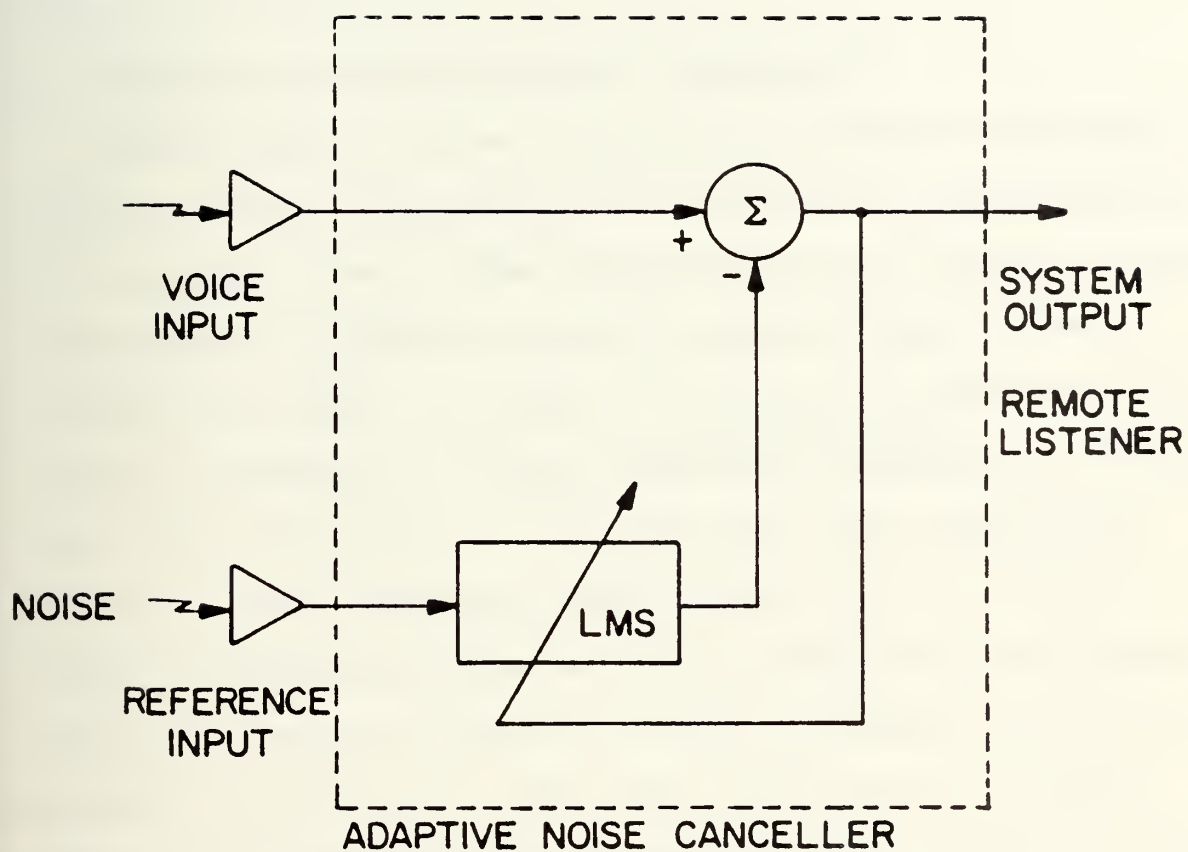 Σ
+
-
VOICE
INPUT
SYSTEM
OUTPUT
REMOTE
LISTENER
NOISE
LMS
REFERENCE
INPUT
ADAPTIVE NOISE CANCELLER